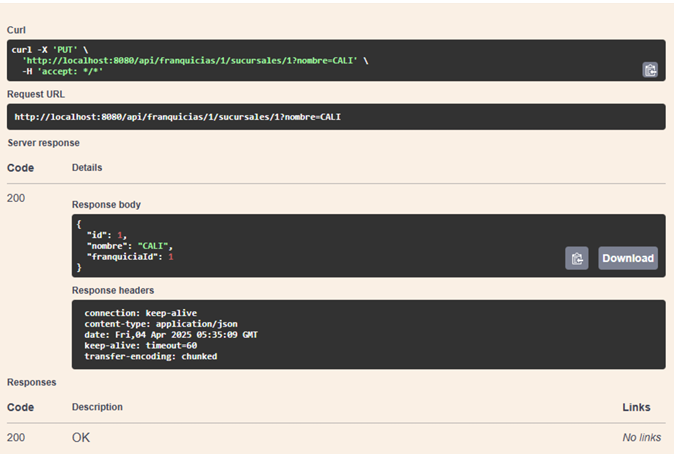 Curl
curl -X 'PUT' \
'http://localhost:8080/api/franquicias/1/sucursales/1?nombre=CALI' \
-H 'accept: */*'
Request URL
http://localhost:8080/api/franquicias/1/sucursales/1?nombre=CALI
Server response
Code Details
200
Response body
{
"id": 1,
"nombre": "CALI",
"franquiciaId": 1
}
Download
Response headers
connection: keep-alive
content-type: application/json
date: Fri,04 Apr 2025 05:35:09 GMT
keep-alive: timeout=60
transfer-encoding: chunked
Responses
Code Description Links
200 OK No links